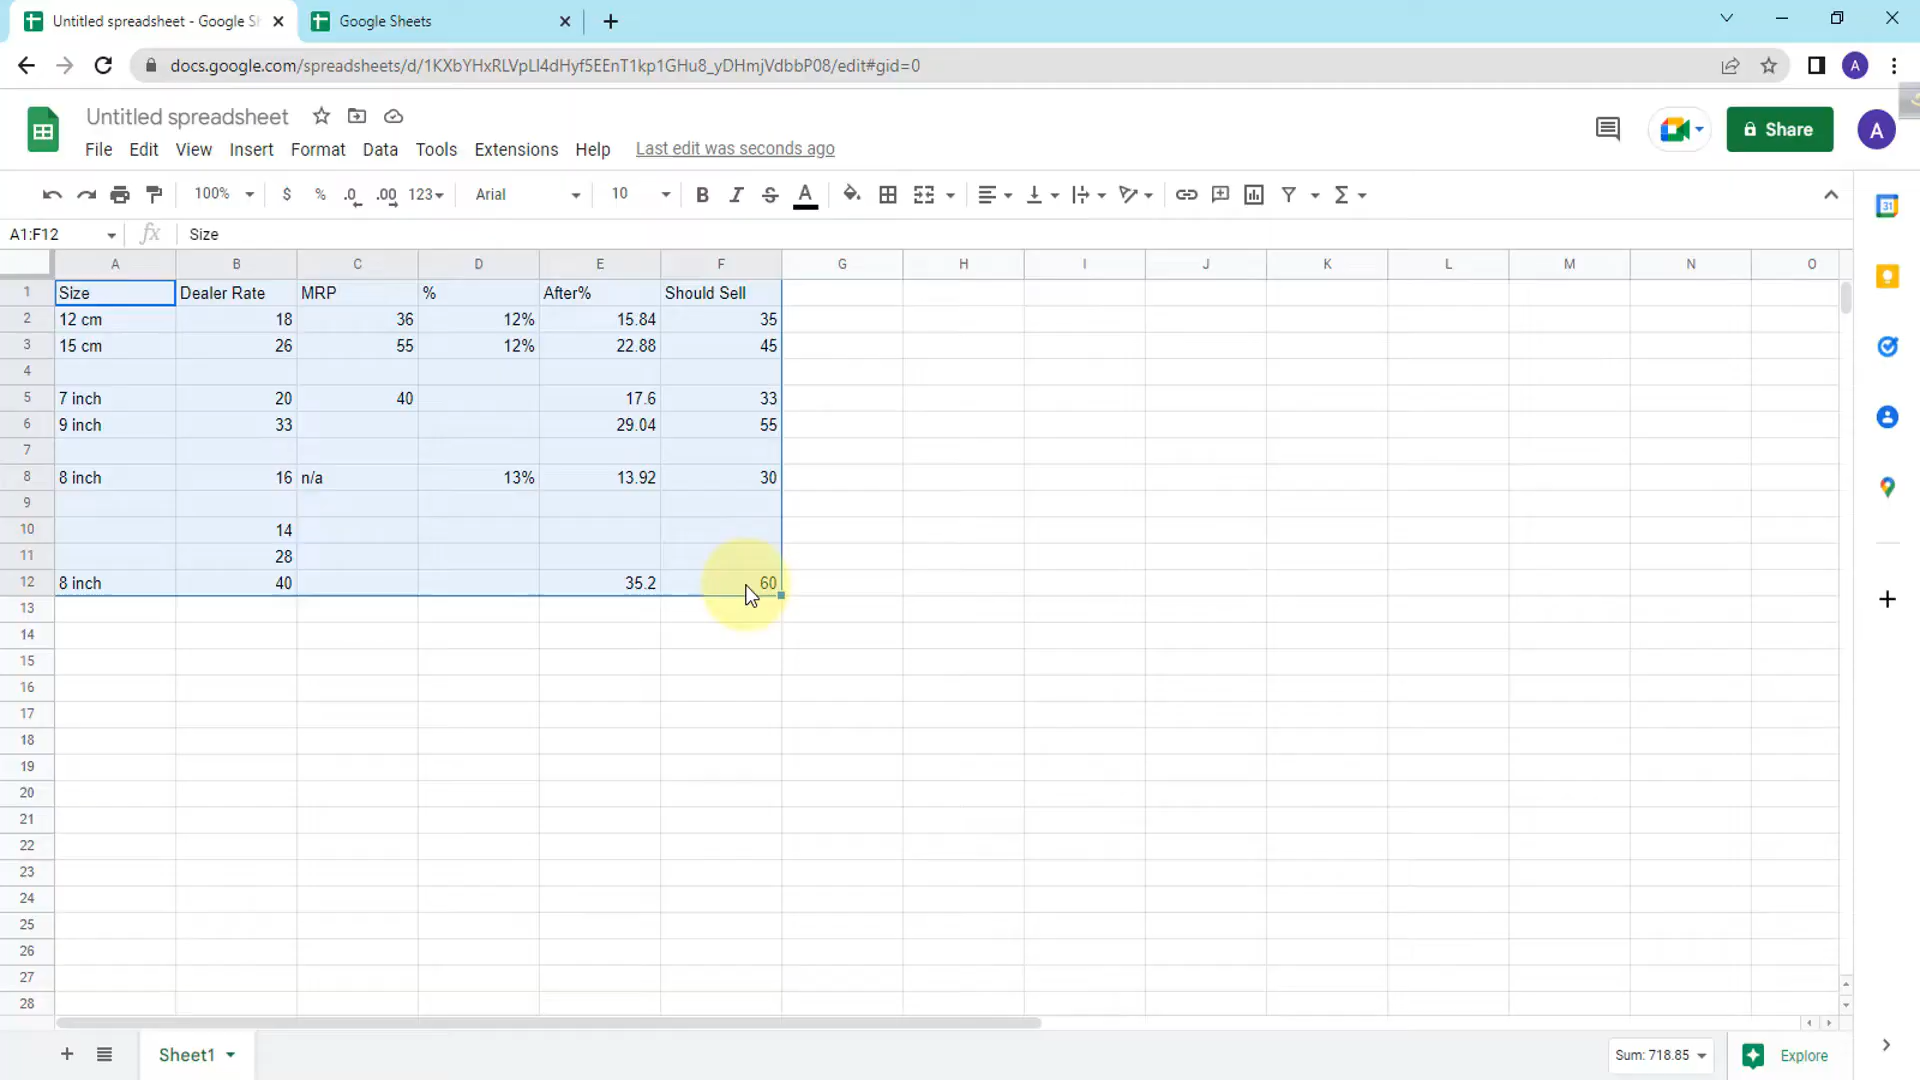 Untitled spreadsheet - Google Sh
Google Sheets
docs.google.com/spreadsheets/d/1KXbYHxRLVpLl4dHyf5EEnT1kp1GHu8_yDHmjVdbbP08/edit#gid=0
A
Untitled spreadsheet
File Edit View Insert Format Data Tools Extensions Help Last edit was seconds ago
Share
A
100% $ % .0 .00 123 Arial 10 B I S A
31
A1:F12 fx Size
A B C D E F G H I J K L M N O
1 Size Dealer Rate MRP % After% Should Sell
2 12 cm 18 36 12% 15.84 35
3 15 cm 26 55 12% 22.88 45
4
5 7 inch 20 40 17.6 33
6 9 inch 33 29.04 55
7
8 8 inch 16 n/a 13% 13.92 30
9
10 14
11 28
12 8 inch 40 35.2 60
13
14
15
16
17
18
19
20
21
22
23
24
25
26
27
28
Sheet1
Sum: 718.85
Explore